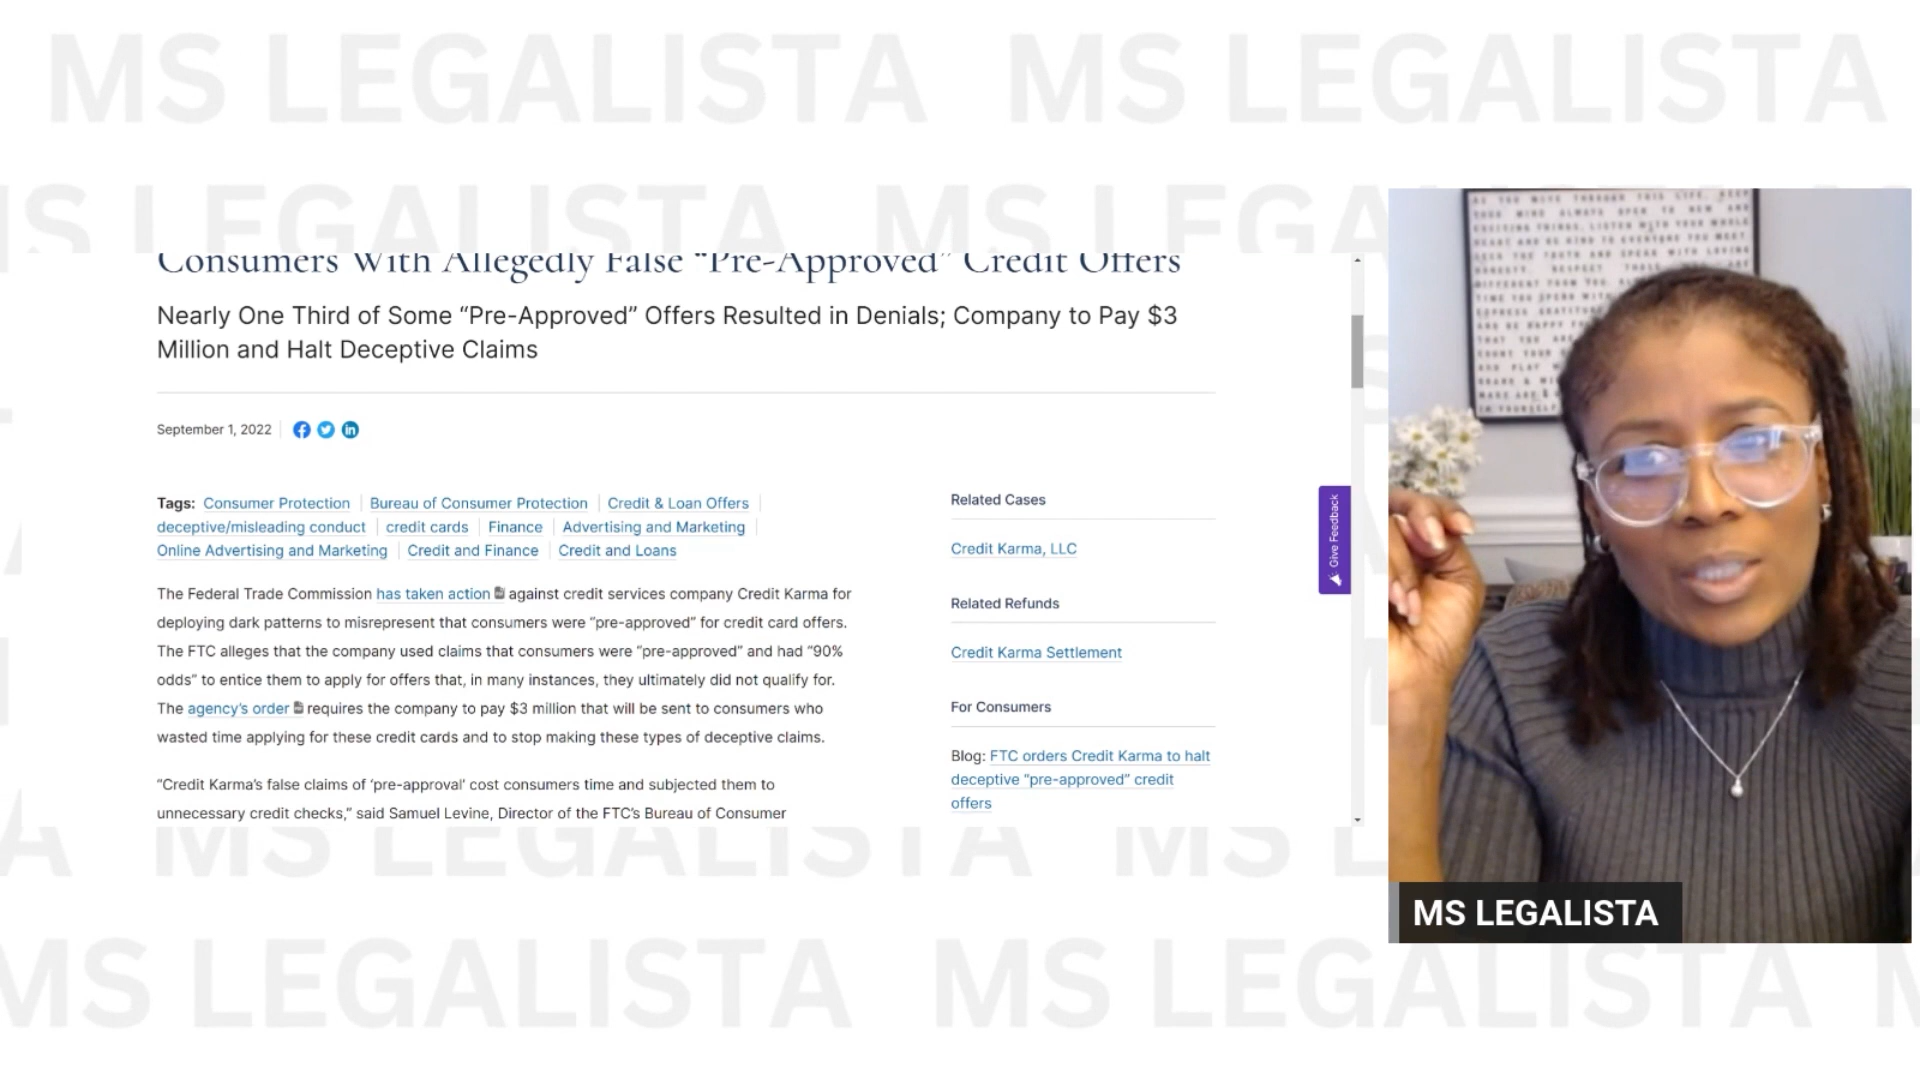 MS LEGALISTA MS LEGALISTA
S LEGALISTA MS LEGA
Consumers With Allegedly False “Pre-Approved” Credit Offers
Nearly One Third of Some “Pre-Approved” Offers Resulted in Denials; Company to Pay $3
Million and Halt Deceptive Claims
September 1, 2022
Tags: Consumer Protection Bureau of Consumer Protection Credit & Loan Offers
deceptive/misleading conduct credit cards Finance Advertising and Marketing
Online Advertising and Marketing Credit and Finance Credit and Loans
The Federal Trade Commission has taken action against credit services company Credit Karma for
deploying dark patterns to misrepresent that consumers were “pre-approved” for credit card offers.
The FTC alleges that the company used claims that consumers were “pre-approved” and had “90%
odds” to entice them to apply for offers that, in many instances, they ultimately did not qualify for.
The agency’s order requires the company to pay $3 million that will be sent to consumers who
wasted time applying for these credit cards and to stop making these types of deceptive claims.
“Credit Karma’s false claims of ‘pre-approval’ cost consumers time and subjected them to
unnecessary credit checks,” said Samuel Levine, Director of the FTC’s Bureau of Consumer
Related Cases
Credit Karma, LLC
Related Refunds
Credit Karma Settlement
For Consumers
Blog: FTC orders Credit Karma to halt
deceptive “pre-approved” credit
offers
Give Feedback
MS LEGALISTA
A MS LEGALISTA MS L
MS LEGALISTA MS LEGALISTA M